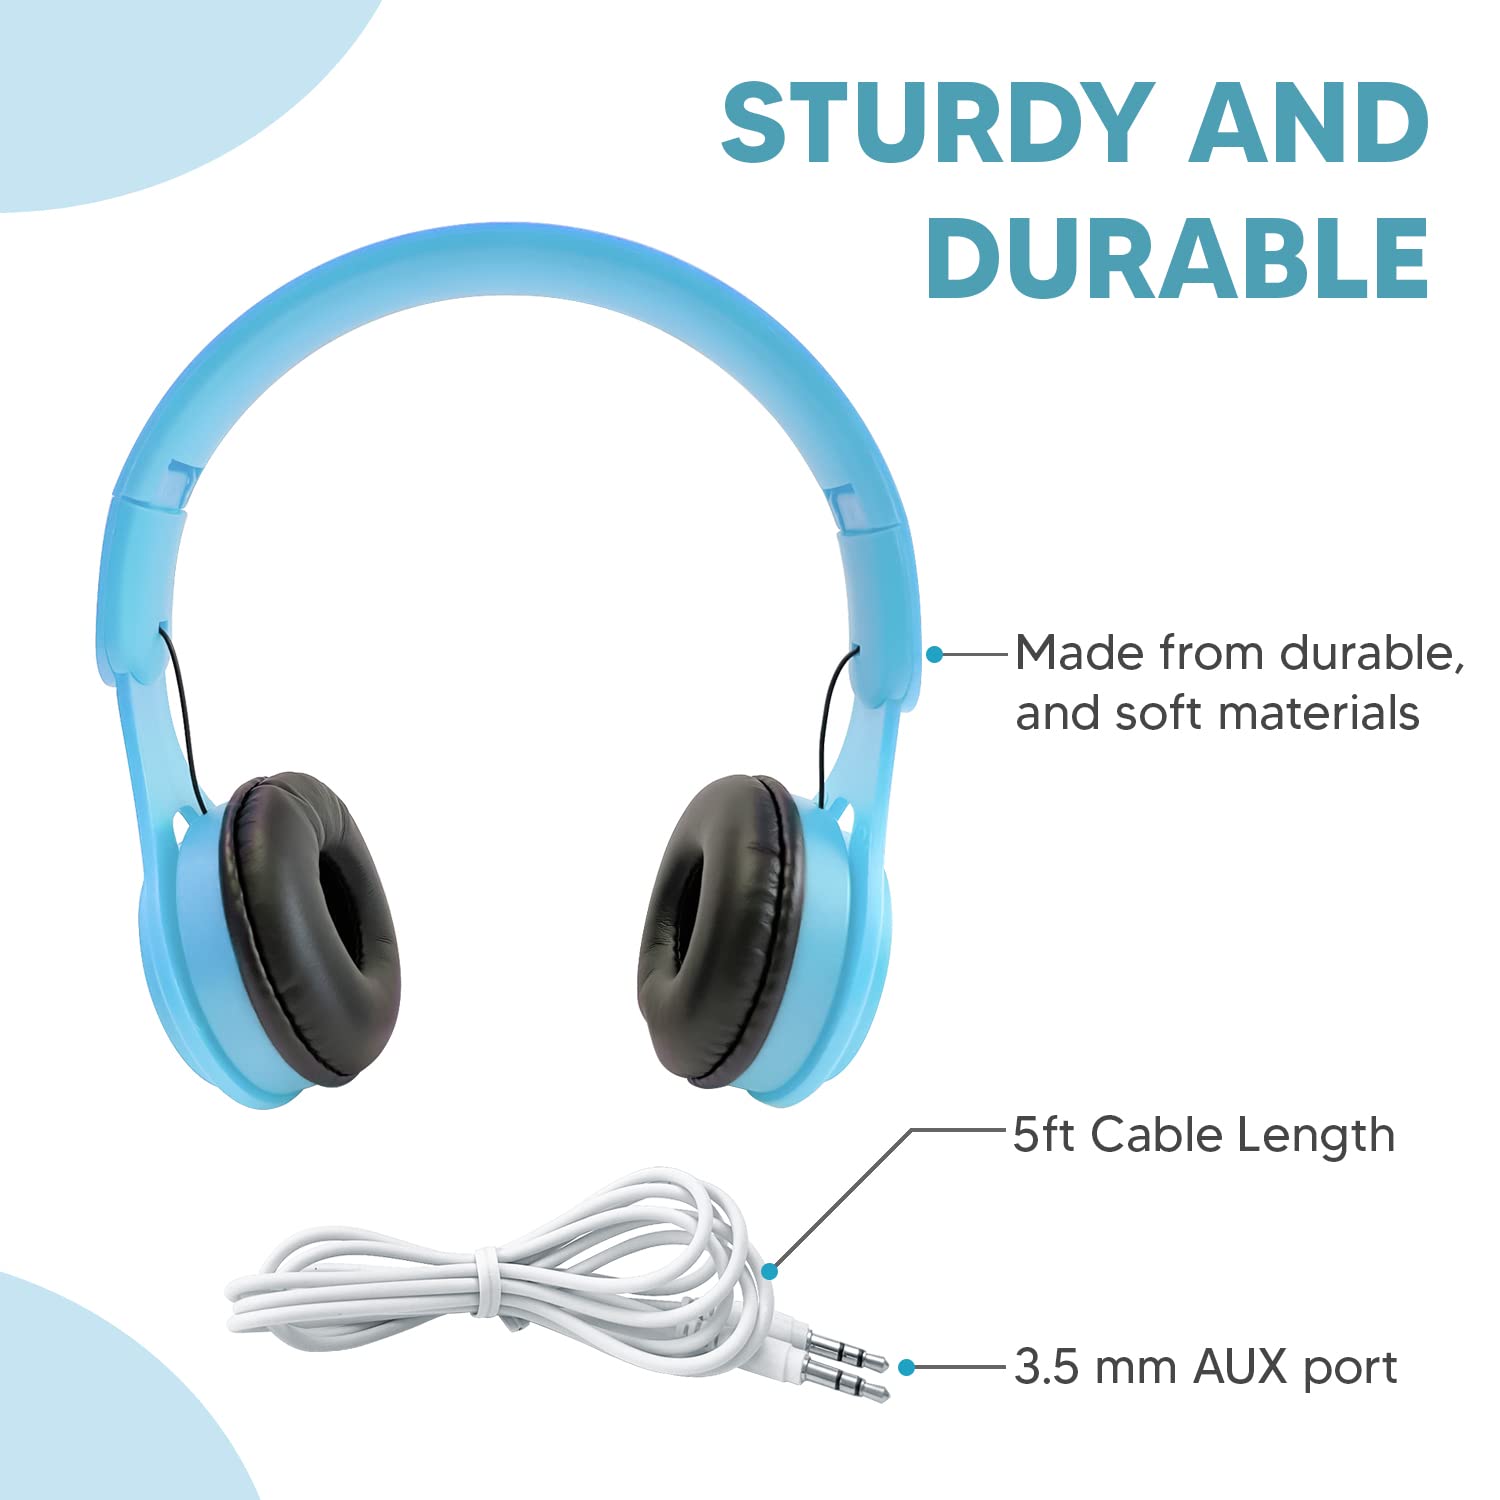 STURDY AND
DURABLE
Made from durable,
and soft materials
5ft Cable Length
3.5 mm AUX port